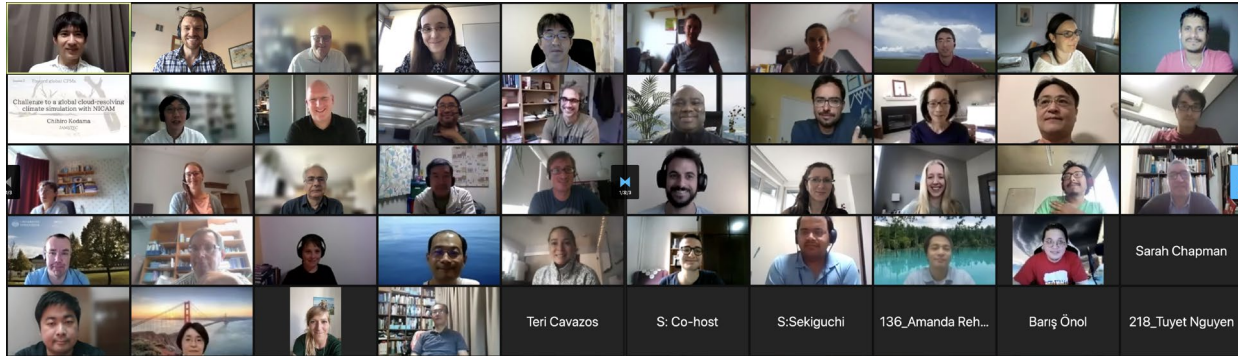 Challenge to a global cloud-resolving
climate simulation with NICAM
Chihiro Kodama
Sarah Chapman
Teri Cavazos
S: Co-host
S:Sekiguchi
136_Amanda Reh...
Barış Önol
218_Tuyet Nguyen